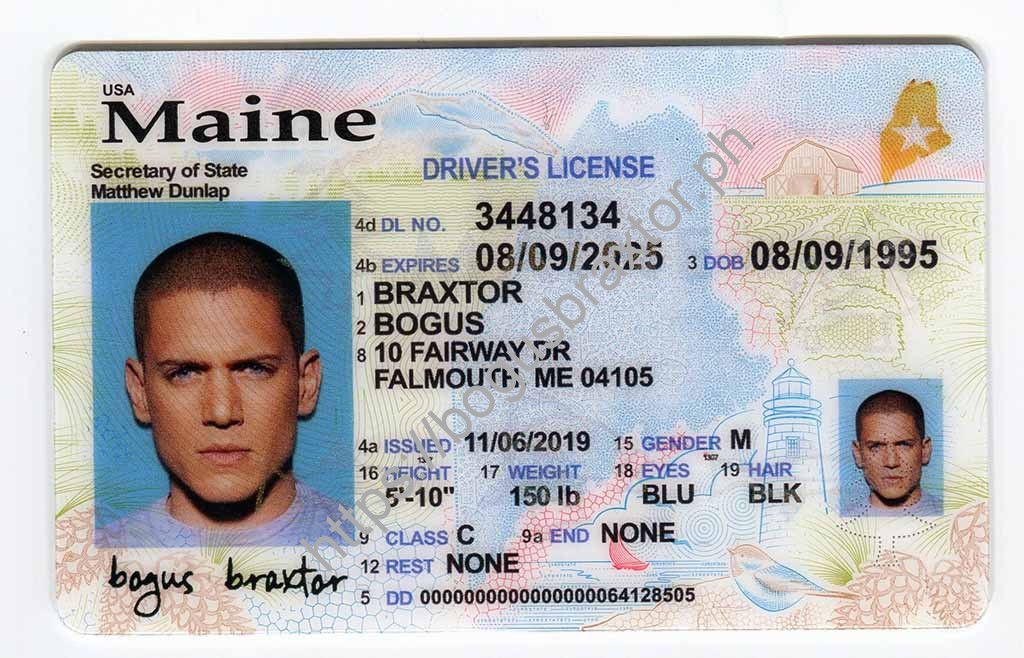 USA
Maine
Secretary of State
Matthew Dunlap
DRIVER'S LICENSE
4d DL NO. 3448134
4b EXPIRES 08/09/2025 3 DOB 08/09/1995
1 BRAXTOR
2 BOGUS
8 10 FAIRWAY DR
FALMOUTH, ME 04105
4a ISSUED 11/06/2019 15 GENDER M
16 HEIGHT 17 WEIGHT 18 EYES 19 HAIR
5'-10" 150 lb BLU BLK
9 CLASS C 9a END NONE
12 REST NONE
5 DD 0000000000000000064128505
bogus braxtor
http://bogusbraxtor.ph